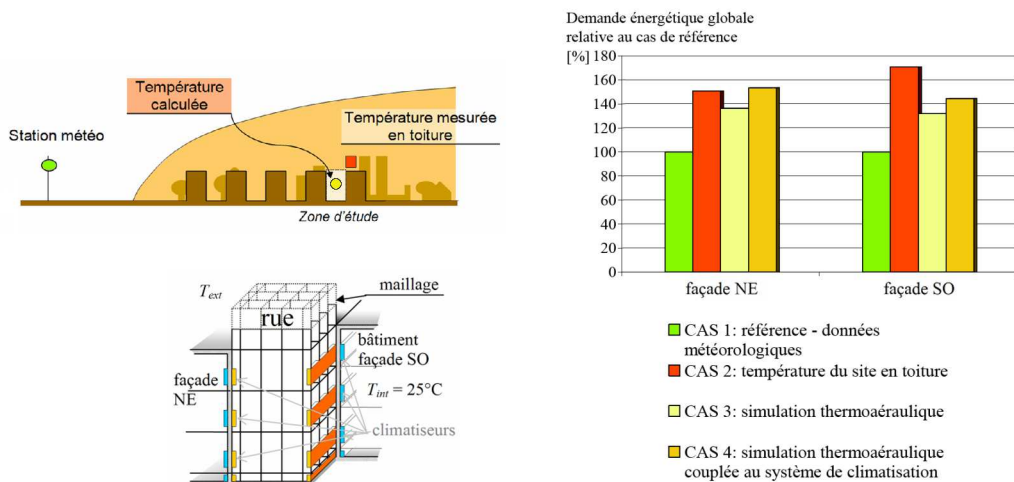 Température
calculée
Température mesurée
en toiture
Station météo
Zone d'étude
T_ext
maillage
rue
bâtiment
façade SO
façade
NE
T_int = 25°C
climatiseurs
Demande énergétique globale
relative au cas de référence
[%]
180
160
140
120
100
80
60
40
20
0
façade NE
façade SO
CAS 1: référence - données
météorologiques
CAS 2: température du site en toiture
CAS 3: simulation thermoaéraulique
CAS 4: simulation thermoaéraulique
couplée au système de climatisation